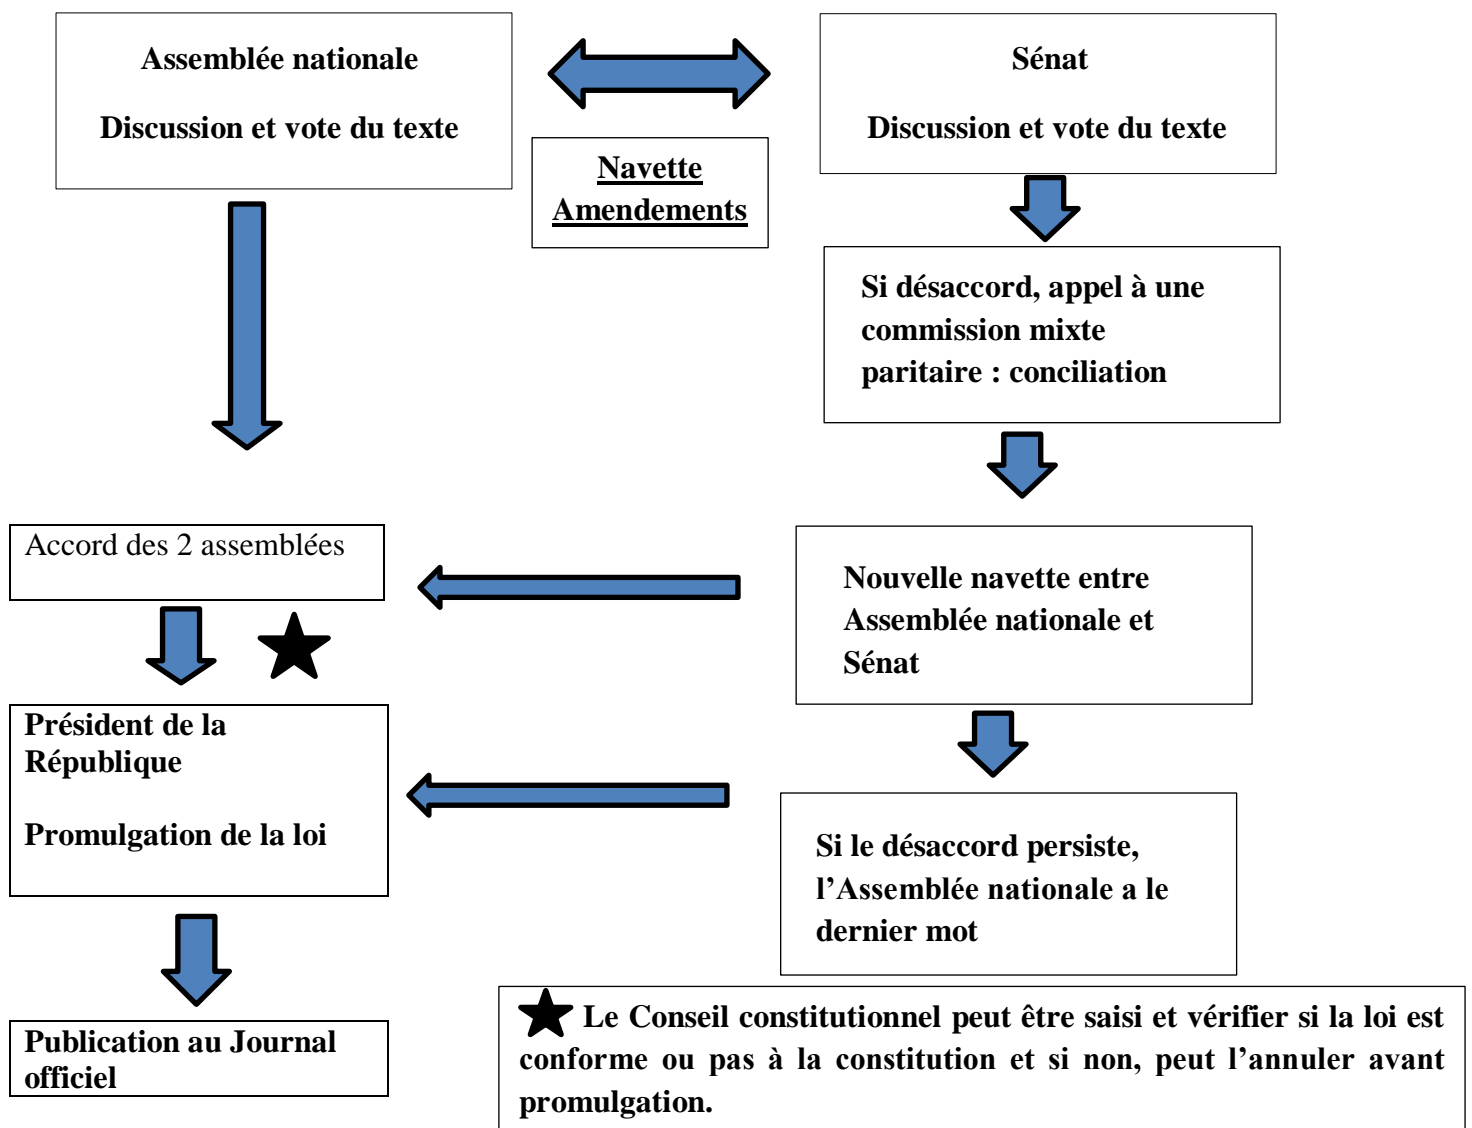 Assemblée nationale
Discussion et vote du texte
Navette
Amendements
Sénat
Discussion et vote du texte
Si désaccord, appel à une
commission mixte
paritaire : conciliation
Accord des 2 assemblées
Nouvelle navette entre
Assemblée nationale et
Sénat
Président de la
République
Promulgation de la loi
Si le désaccord persiste,
l’Assemblée nationale a le
dernier mot
Publication au Journal
officiel
Le Conseil constitutionnel peut être saisi et vérifier si la loi est
conforme ou pas à la constitution et si non, peut l’annuler avant
promulgation.